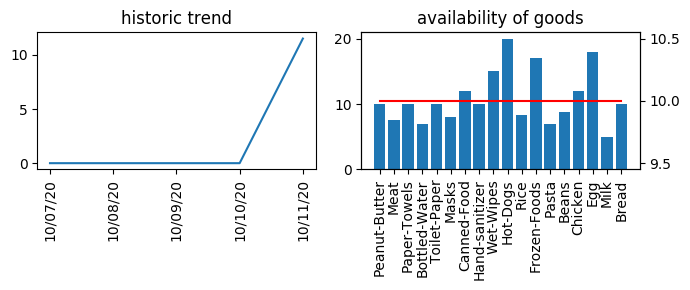 historic trend
10
5
0
10/07/20
10/08/20
10/09/20
10/10/20
10/11/20
availability of goods
20
10
0
10.5
10.0
9.5
Peanut-Butter
Meat
Paper-Towels
Bottled-Water
Toilet-Paper
Masks
Canned-Food
Hand-sanitizer
Wet-Wipes
Hot-Dogs
Rice
Frozen-Foods
Pasta
Beans
Chicken
Egg
Milk
Bread